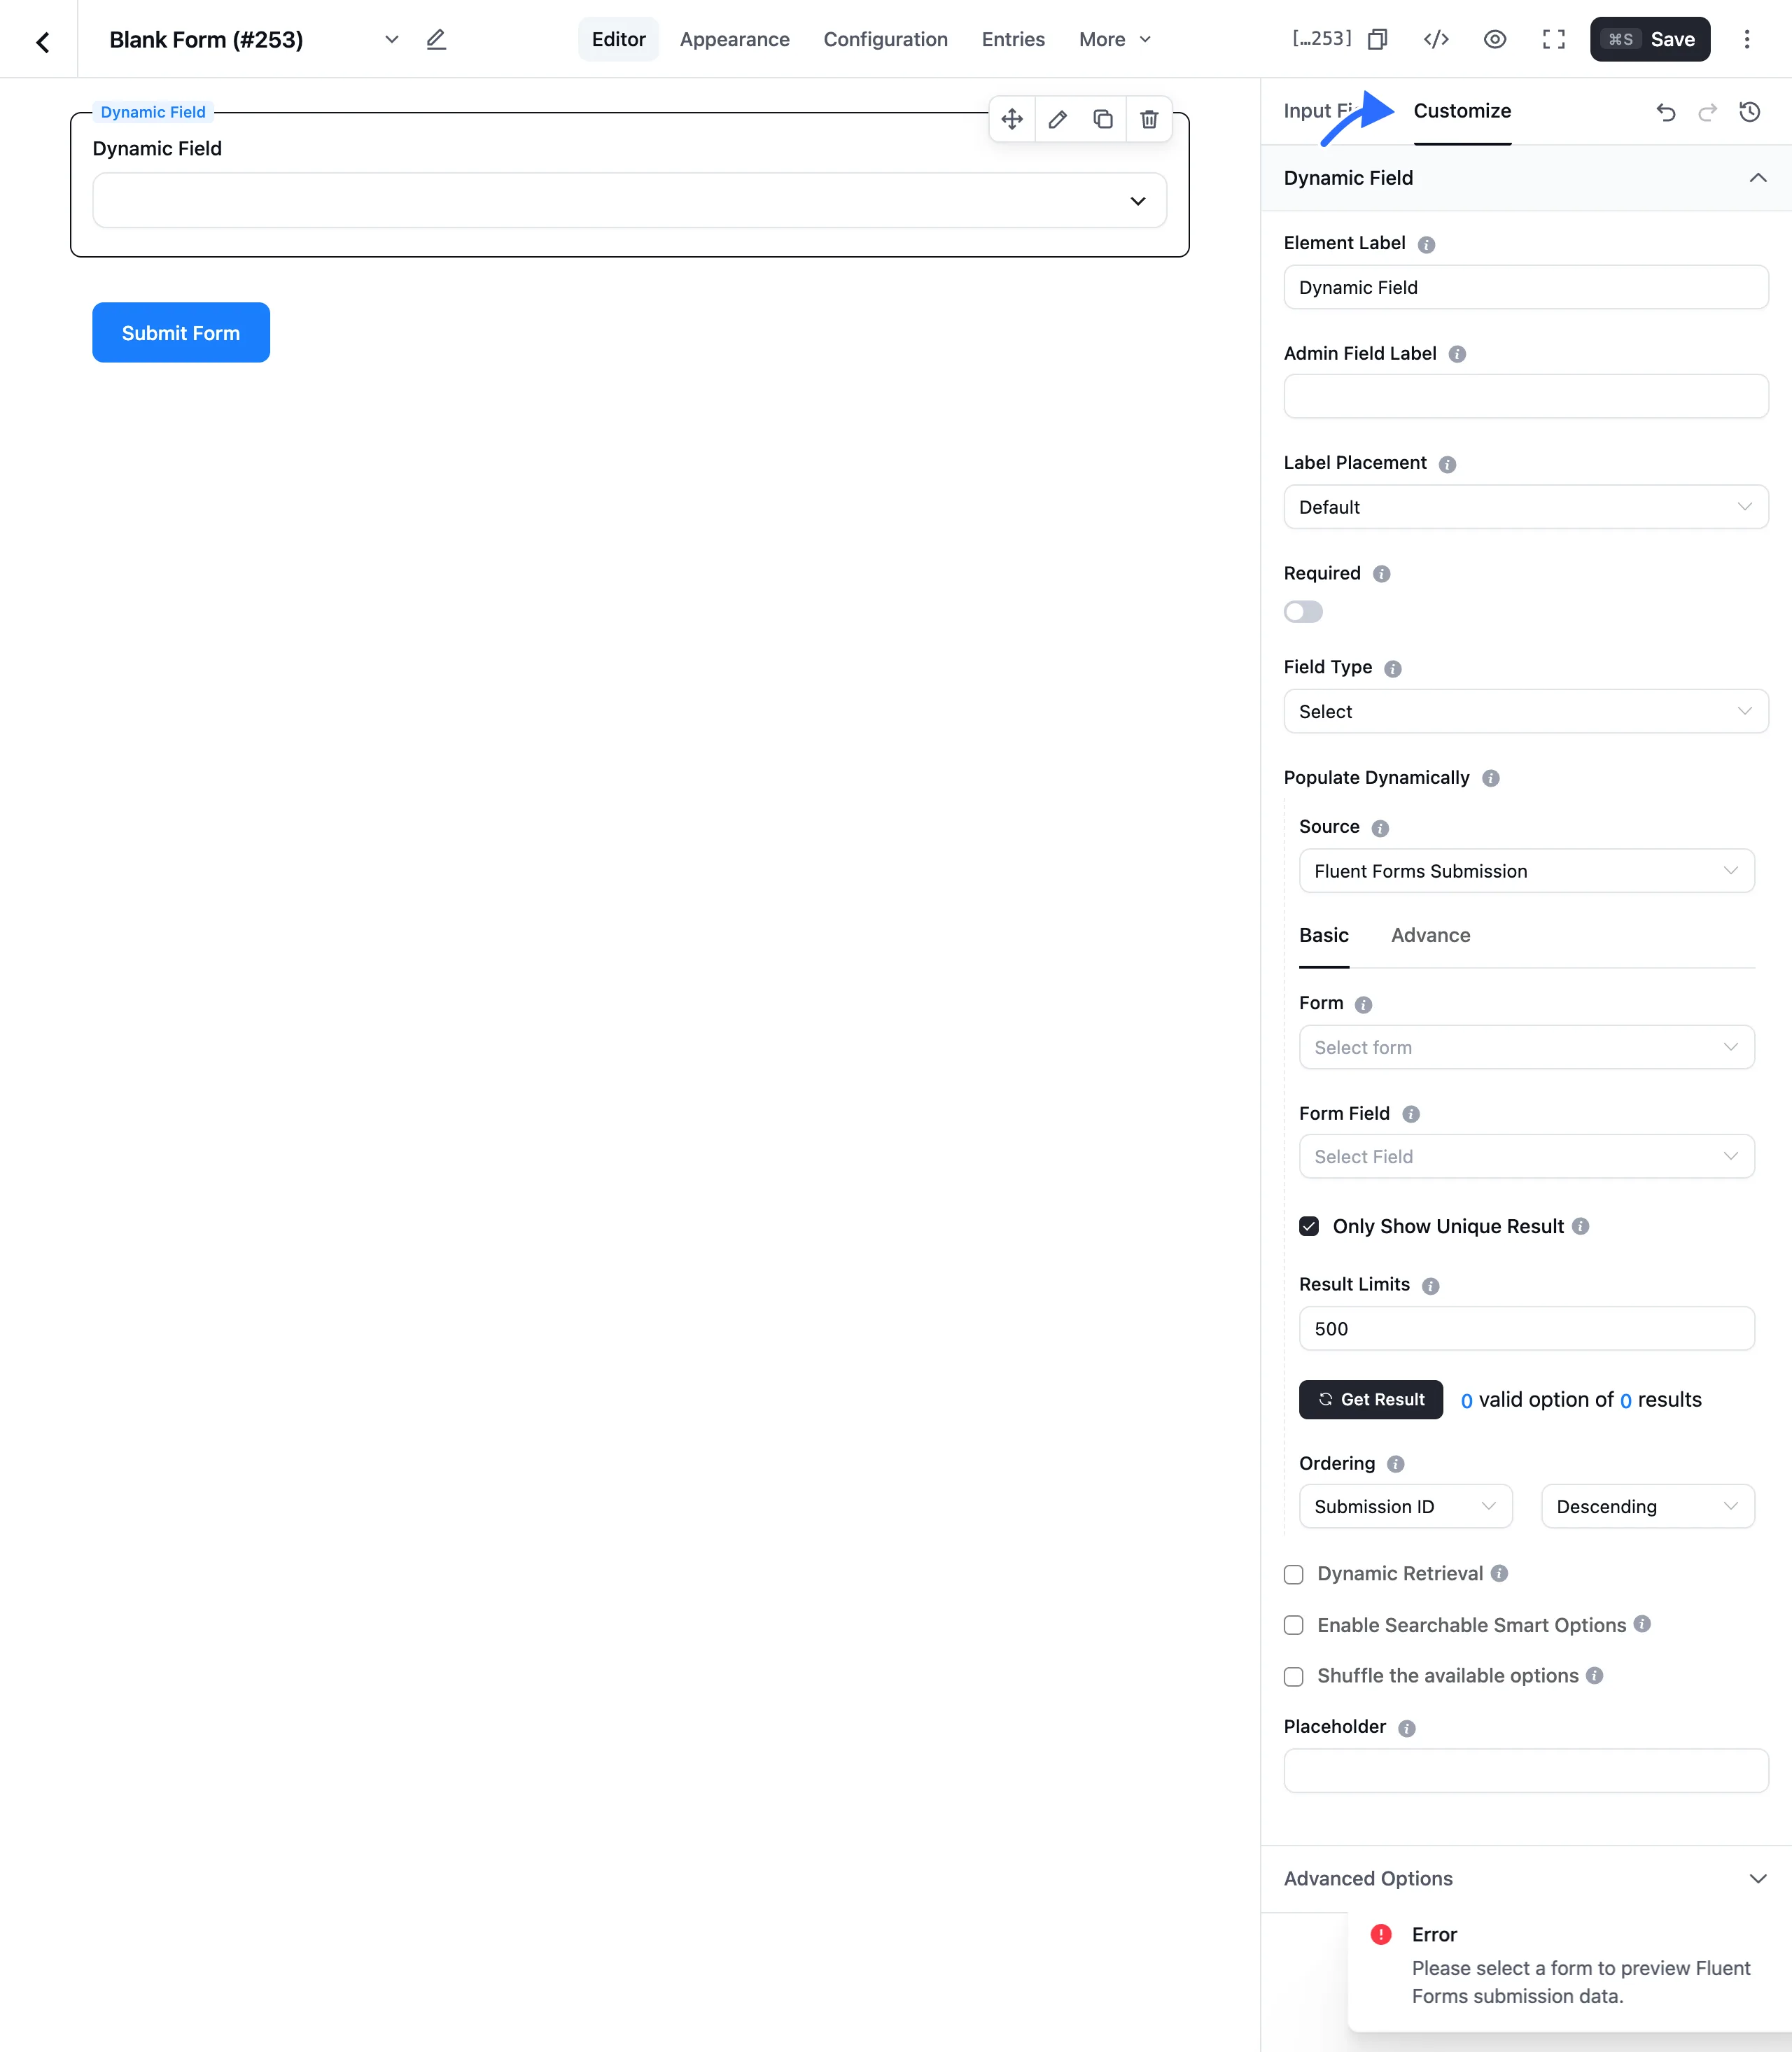 Blank Form (#253)
Editor
Appearance
Configuration
Entries
More
[…253]
⌘S Save
Dynamic Field
Dynamic Field
Submit Form
Input Fi
Customize
Dynamic Field
Element Label
Dynamic Field
Admin Field Label
Label Placement
Default
Required
Field Type
Select
Populate Dynamically
Source
Fluent Forms Submission
Basic
Advance
Form
Select form
Form Field
Select Field
Only Show Unique Result
Result Limits
500
Get Result
0 valid option of 0 results
Ordering
Submission ID
Descending
Dynamic Retrieval
Enable Searchable Smart Options
Shuffle the available options
Placeholder
Advanced Options
Error
Please select a form to preview Fluent
Forms submission data.